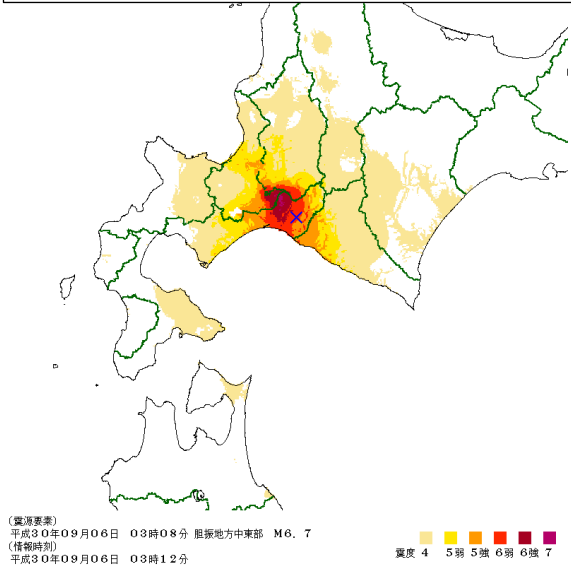 (震源要素)
平成30年09月06日 03時08分 胆振地方中東部 M6.7
(情報時刻)
平成30年09月06日 03時12分
震度 4 5弱 5強 6弱 6強 7